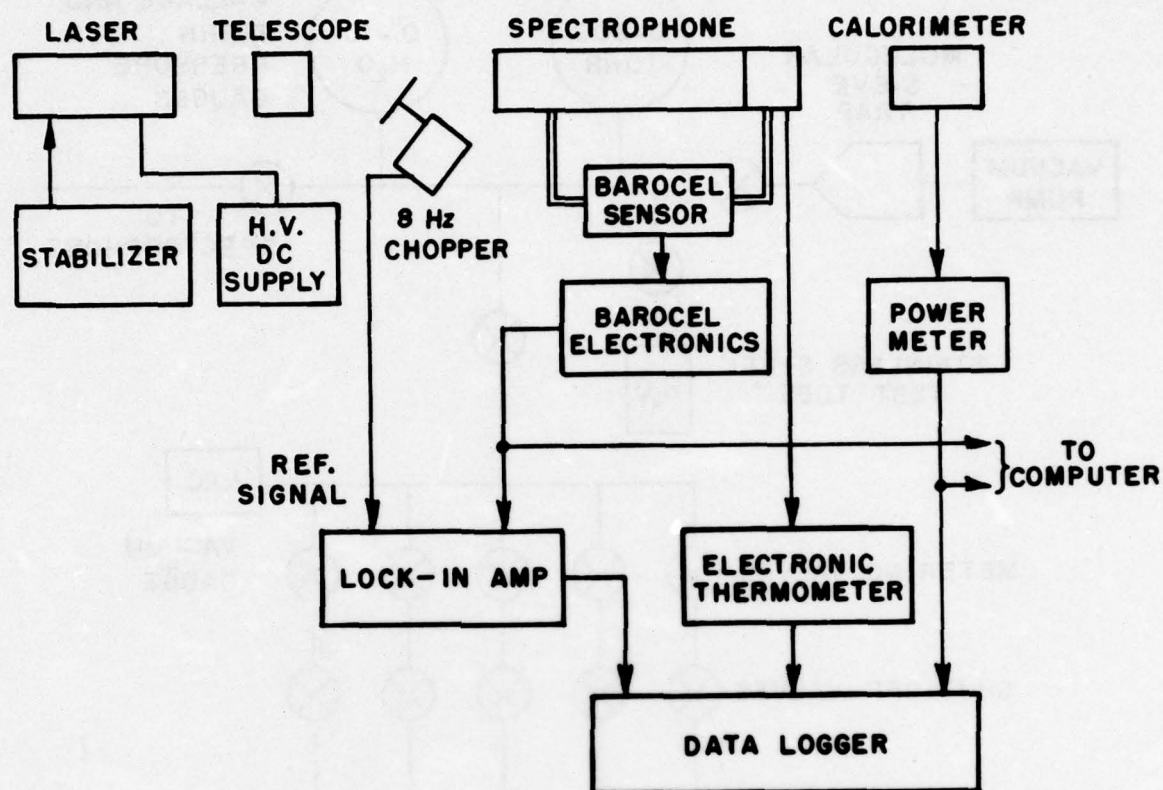 LASER
TELESCOPE
SPECTROPHONE
CALORIMETER
STABILIZER
H.V.
DC
SUPPLY
8 Hz
CHOPPER
BAROCEL
SENSOR
BAROCEL
ELECTRONICS
POWER
METER
REF.
SIGNAL
TO
COMPUTER
LOCK-IN AMP
ELECTRONIC
THERMOMETER
DATA LOGGER